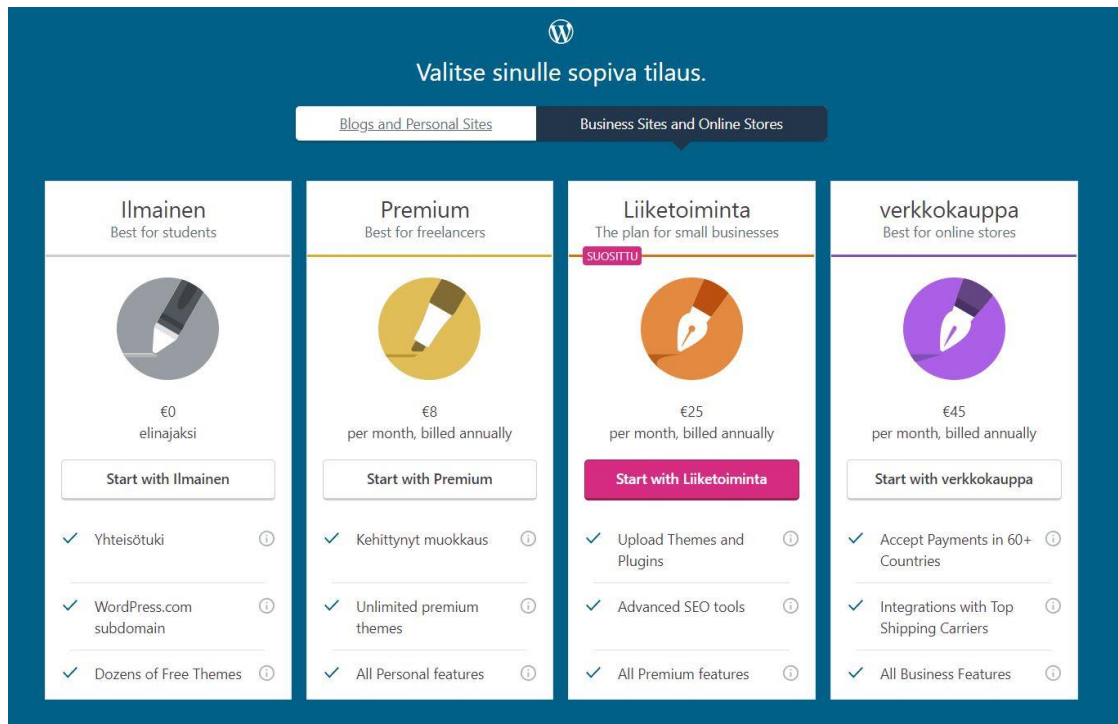 Valitse sinulle sopiva tilaus.
Blogs and Personal Sites
Business Sites and Online Stores
Ilmainen
Best for students
€0
elinajaksi
Start with Ilmainen
Yhteisötuki
WordPress.com
subdomain
Dozens of Free Themes
Premium
Best for freelancers
€8
per month, billed annually
Start with Premium
Kehittynyt muokkaus
Unlimited premium
themes
All Personal features
Liiketoiminta
The plan for small businesses
SUOSITTU
€25
per month, billed annually
Start with Liiketoiminta
Upload Themes and
Plugins
Advanced SEO tools
All Premium features
verkkokauppa
Best for online stores
€45
per month, billed annually
Start with verkkokauppa
Accept Payments in 60+
Countries
Integrations with Top
Shipping Carriers
All Business Features